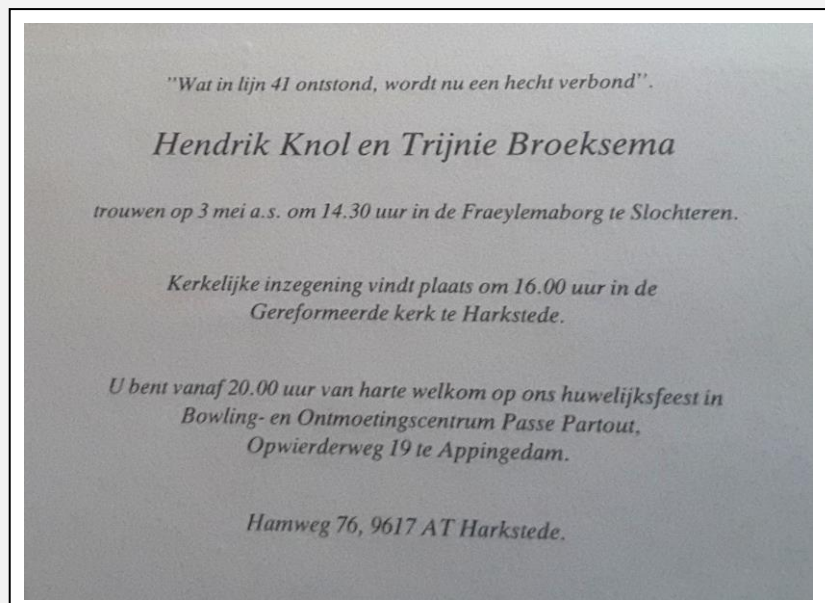 "Wat in lijn 41 ontstond, wordt nu een hecht verbond".
Hendrik Knol en Trijnie Broeksema
trouwen op 3 mei a.s. om 14.30 uur in de Fraeylemaborg te Slochteren.
Kerkelijke inzegening vindt plaats om 16.00 uur in de
Gereformeerde kerk te Harkstede.
U bent vanaf 20.00 uur van harte welkom op ons huwelijksfeest in
Bowling- en Ontmoetingscentrum Passe Partout,
Opwierderweg 19 te Appingedam.
Hamweg 76, 9617 AT Harkstede.